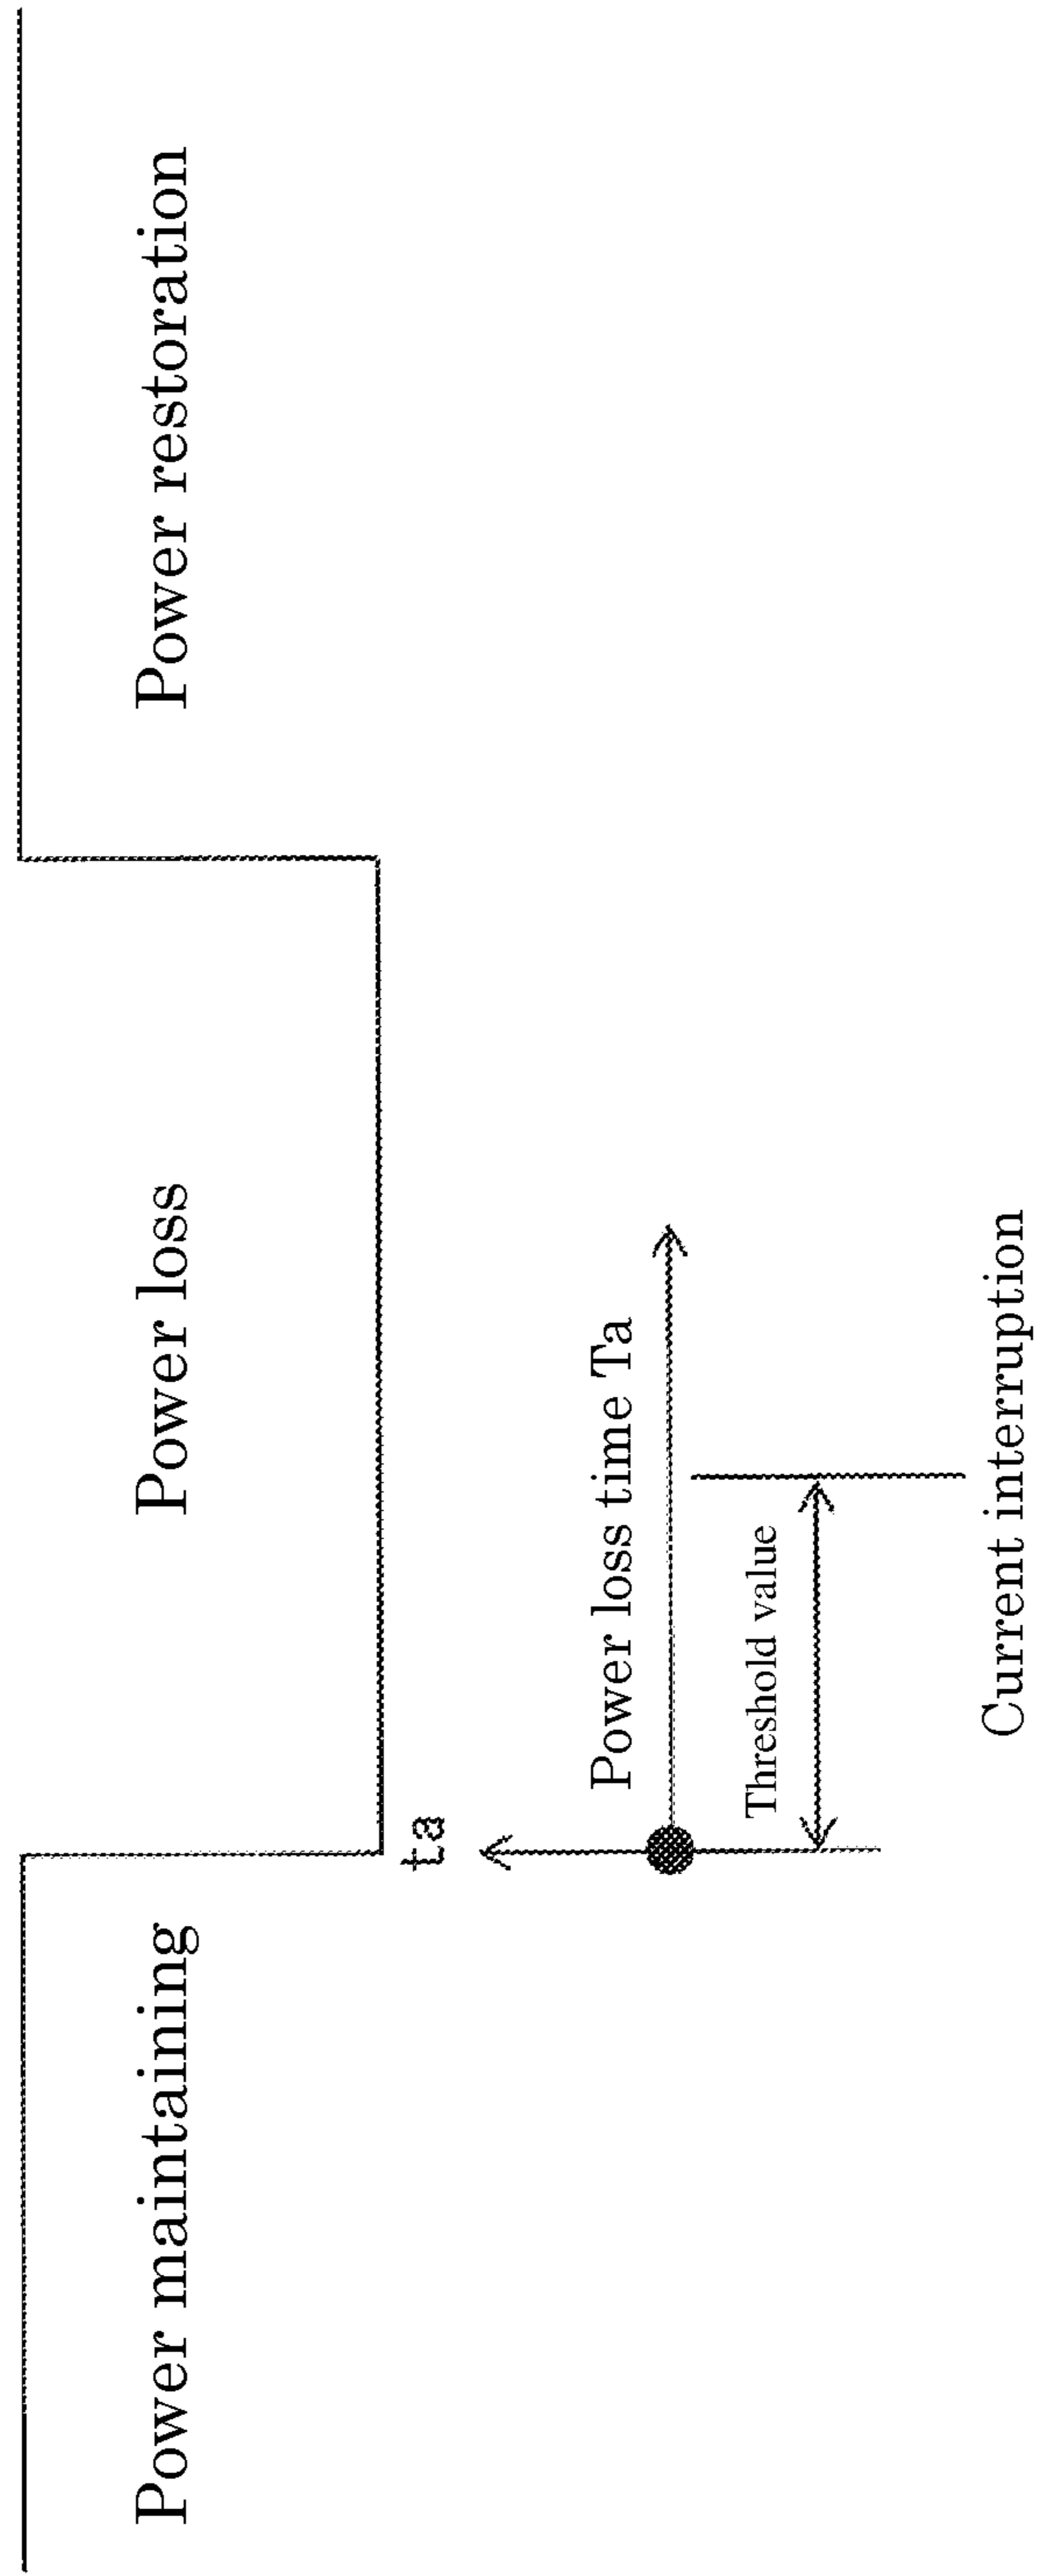 Power maintaining
Power loss
Power restoration
ta
Power loss time Ta
Threshold value
Current interruption